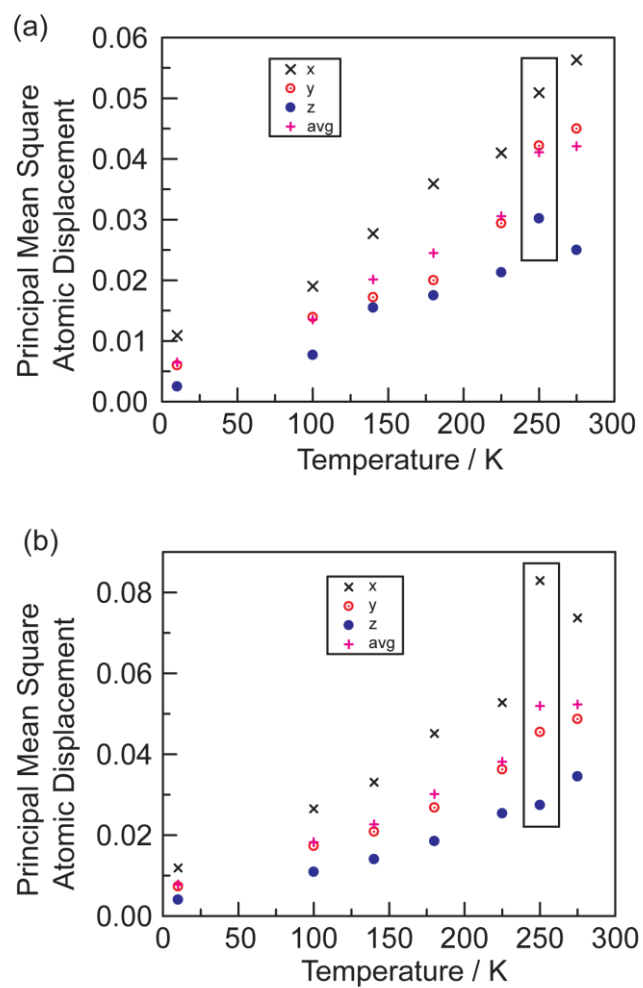 (a)
Principal Mean Square
Atomic Displacement
0.06
0.05
0.04
0.03
0.02
0.01
0.00
x
y
z
avg
0 50 100 150 200 250 300
Temperature / K
(b)
Principal Mean Square
Atomic Displacement
0.08
0.06
0.04
0.02
0.00
x
y
z
avg
0 50 100 150 200 250 300
Temperature / K